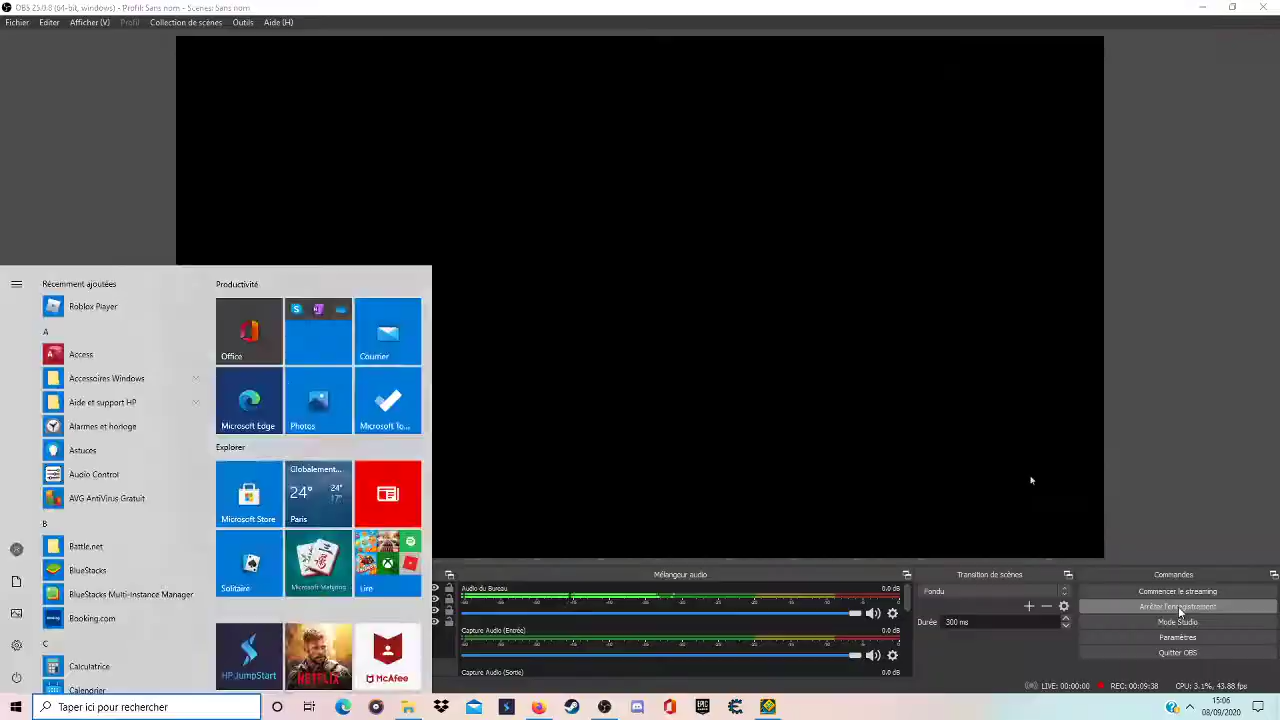 OBS 25.0.8 (64-bit, windows) - Profil: Sans nom - Scènes: Sans nom
Fichier Editer Afficher (V) Profil Collection de scènes Outils Aide (H)
Récemment ajoutées
Roblox Player
A
Access
Accessoires Windows
Aide et support HP
Alarmes et horloge
Astuces
Audio Control
AVG AntiVirus Gratuit
B
Battle.net
BlueStacks
BlueStacks Multi-Instance Manager
Booking.com
C
Calculatrice
Calendrier
Productivité
Office
Courrier
Microsoft Edge
Photos
Microsoft To...
Explorer
Microsoft Store
Globalement...
24° 24°
17°
Paris
Solitaire
Microsoft Mahjong
Lire
HP JumpStart
NETFLIX
McAfee
Mélangeur audio
Audio du Bureau 0.0 dB
Capture Audio (Entrée) 0.0 dB
Capture Audio (Sortie) 0.0 dB
Transition de scènes
Fondu
Durée 300 ms
Commandes
Commencer le streaming
Arrêter l'enregistrement
Mode Studio
Paramètres
Quitter OBS
LIVE: 00:00:00 REC: 00:09:38 CPU: 3.1%, 43.88 fps
Taper ici pour rechercher
EPIC
15:06
08/09/2020